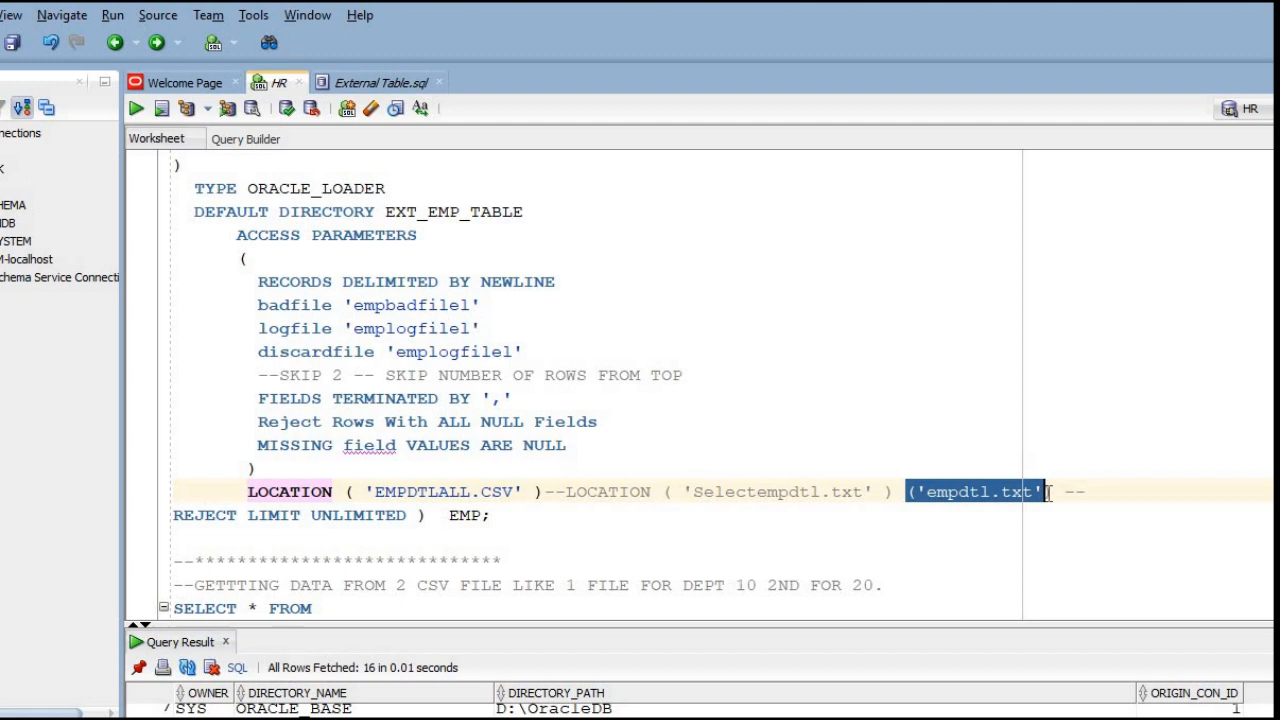 View Navigate Run Source Team Tools Window Help
Welcome Page HR External Table.sql
HR
Worksheet Query Builder
)
TYPE ORACLE_LOADER
DEFAULT DIRECTORY EXT_EMP_TABLE
ACCESS PARAMETERS
(
RECORDS DELIMITED BY NEWLINE
badfile 'empbadfile1'
logfile 'emplogfile1'
discardfile 'emplogfile1'
--SKIP 2 -- SKIP NUMBER OF ROWS FROM TOP
FIELDS TERMINATED BY ','
Reject Rows With ALL NULL Fields
MISSING field VALUES ARE NULL
)
LOCATION ( 'EMPDTLALL.CSV' )--LOCATION ( 'Selectempdtl.txt' ) ('empdtl.txt') --
REJECT LIMIT UNLIMITED ) EMP;
--*****************************
--GETTTING DATA FROM 2 CSV FILE LIKE 1 FILE FOR DEPT 10 2ND FOR 20.
SELECT * FROM
nections
K
HEMA
DB
YSTEM
M-localhost
chema Service Connecti
Query Result
SQL | All Rows Fetched: 16 in 0.01 seconds
OWNER DIRECTORY_NAME DIRECTORY_PATH ORIGIN_CON_ID
7 SYS ORACLE_BASE D:\OracleDB 1